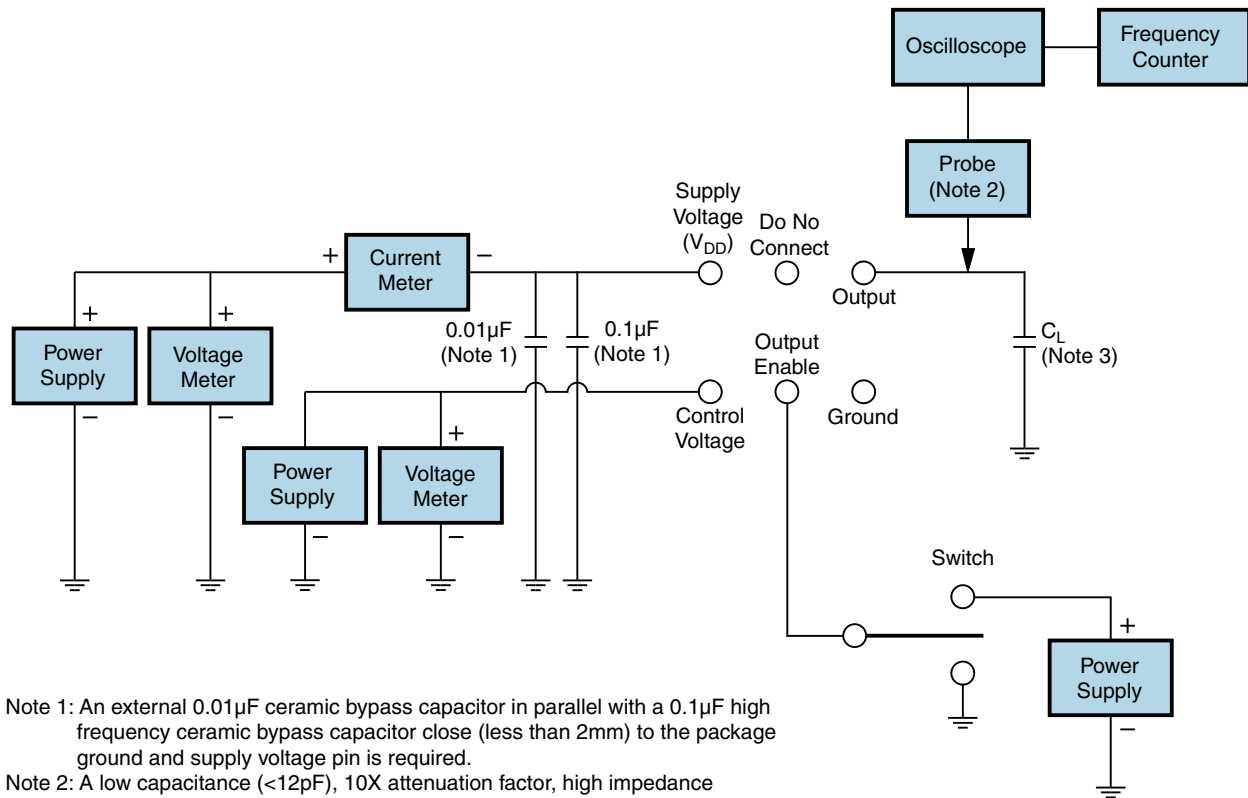 Oscilloscope
Frequency
Counter
Probe
(Note 2)
Supply
Voltage
(V_DD)
Do No
Connect
Output
+
Current
Meter
−
0.01µF
(Note 1)
0.1µF
(Note 1)
C_L
(Note 3)
+
Power
Supply
−
+
Voltage
Meter
−
Control
Voltage
Output
Enable
Ground
Power
Supply
−
+
Voltage
Meter
−
Switch
+
Power
Supply
−
Note 1: An external 0.01µF ceramic bypass capacitor in parallel with a 0.1µF high
frequency ceramic bypass capacitor close (less than 2mm) to the package
ground and supply voltage pin is required.
Note 2: A low capacitance (<12pF), 10X attenuation factor, high impedance